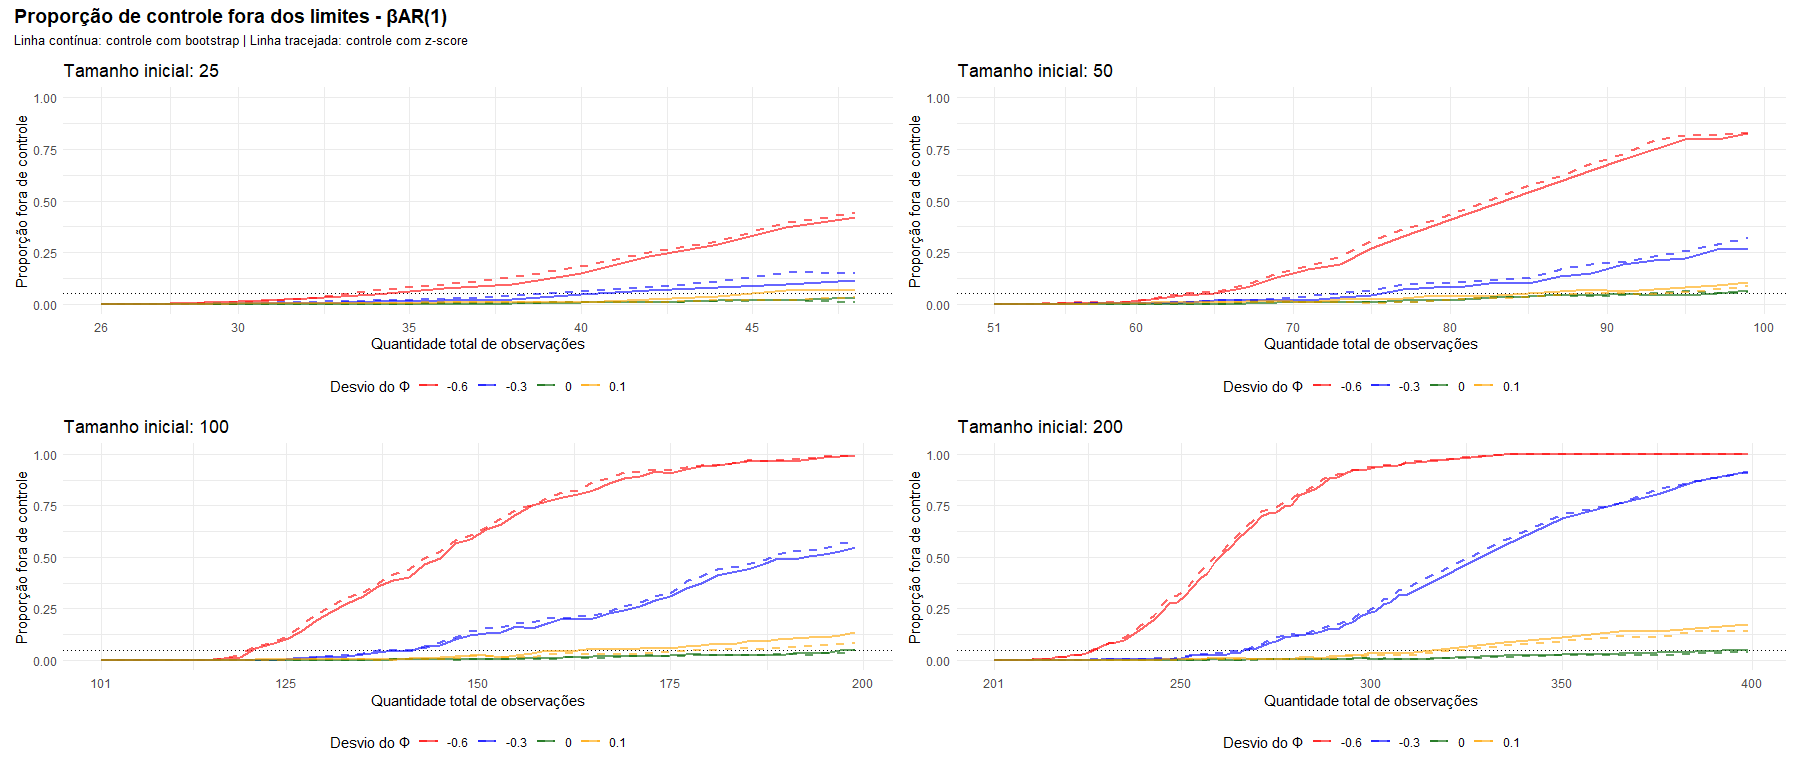 Proporção de controle fora dos limites - βAR(1)
Linha contínua: controle com bootstrap | Linha tracejada: controle com z-score
Tamanho inicial: 25
Proporção fora de controle
1.00
0.75
0.50
0.25
0.00
26
30
35
40
45
Quantidade total de observações
Desvio do Φ -0.6 -0.3 0 0.1
Tamanho inicial: 50
Proporção fora de controle
1.00
0.75
0.50
0.25
0.00
51
60
70
80
90
100
Quantidade total de observações
Desvio do Φ -0.6 -0.3 0 0.1
Tamanho inicial: 100
Proporção fora de controle
1.00
0.75
0.50
0.25
0.00
101
125
150
175
200
Quantidade total de observações
Desvio do Φ -0.6 -0.3 0 0.1
Tamanho inicial: 200
Proporção fora de controle
1.00
0.75
0.50
0.25
0.00
201
250
300
350
400
Quantidade total de observações
Desvio do Φ -0.6 -0.3 0 0.1